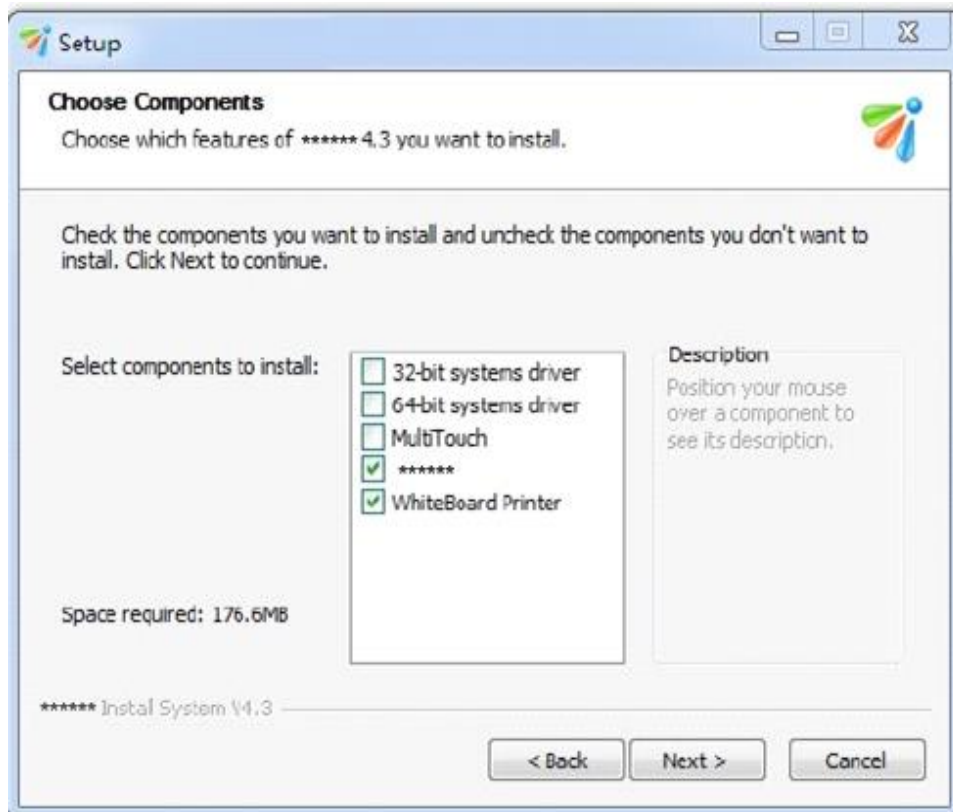 Setup
Choose Components
Choose which features of ****** 4.3 you want to install.
Check the components you want to install and uncheck the components you don't want to
install. Click Next to continue.
Select components to install:
32-bit systems driver
64-bit systems driver
MultiTouch
******
WhiteBoard Printer
Description
Position your mouse
over a component to
see its description.
Space required: 176.6MB
****** Instal System V4.3
< Back
Next >
Cancel